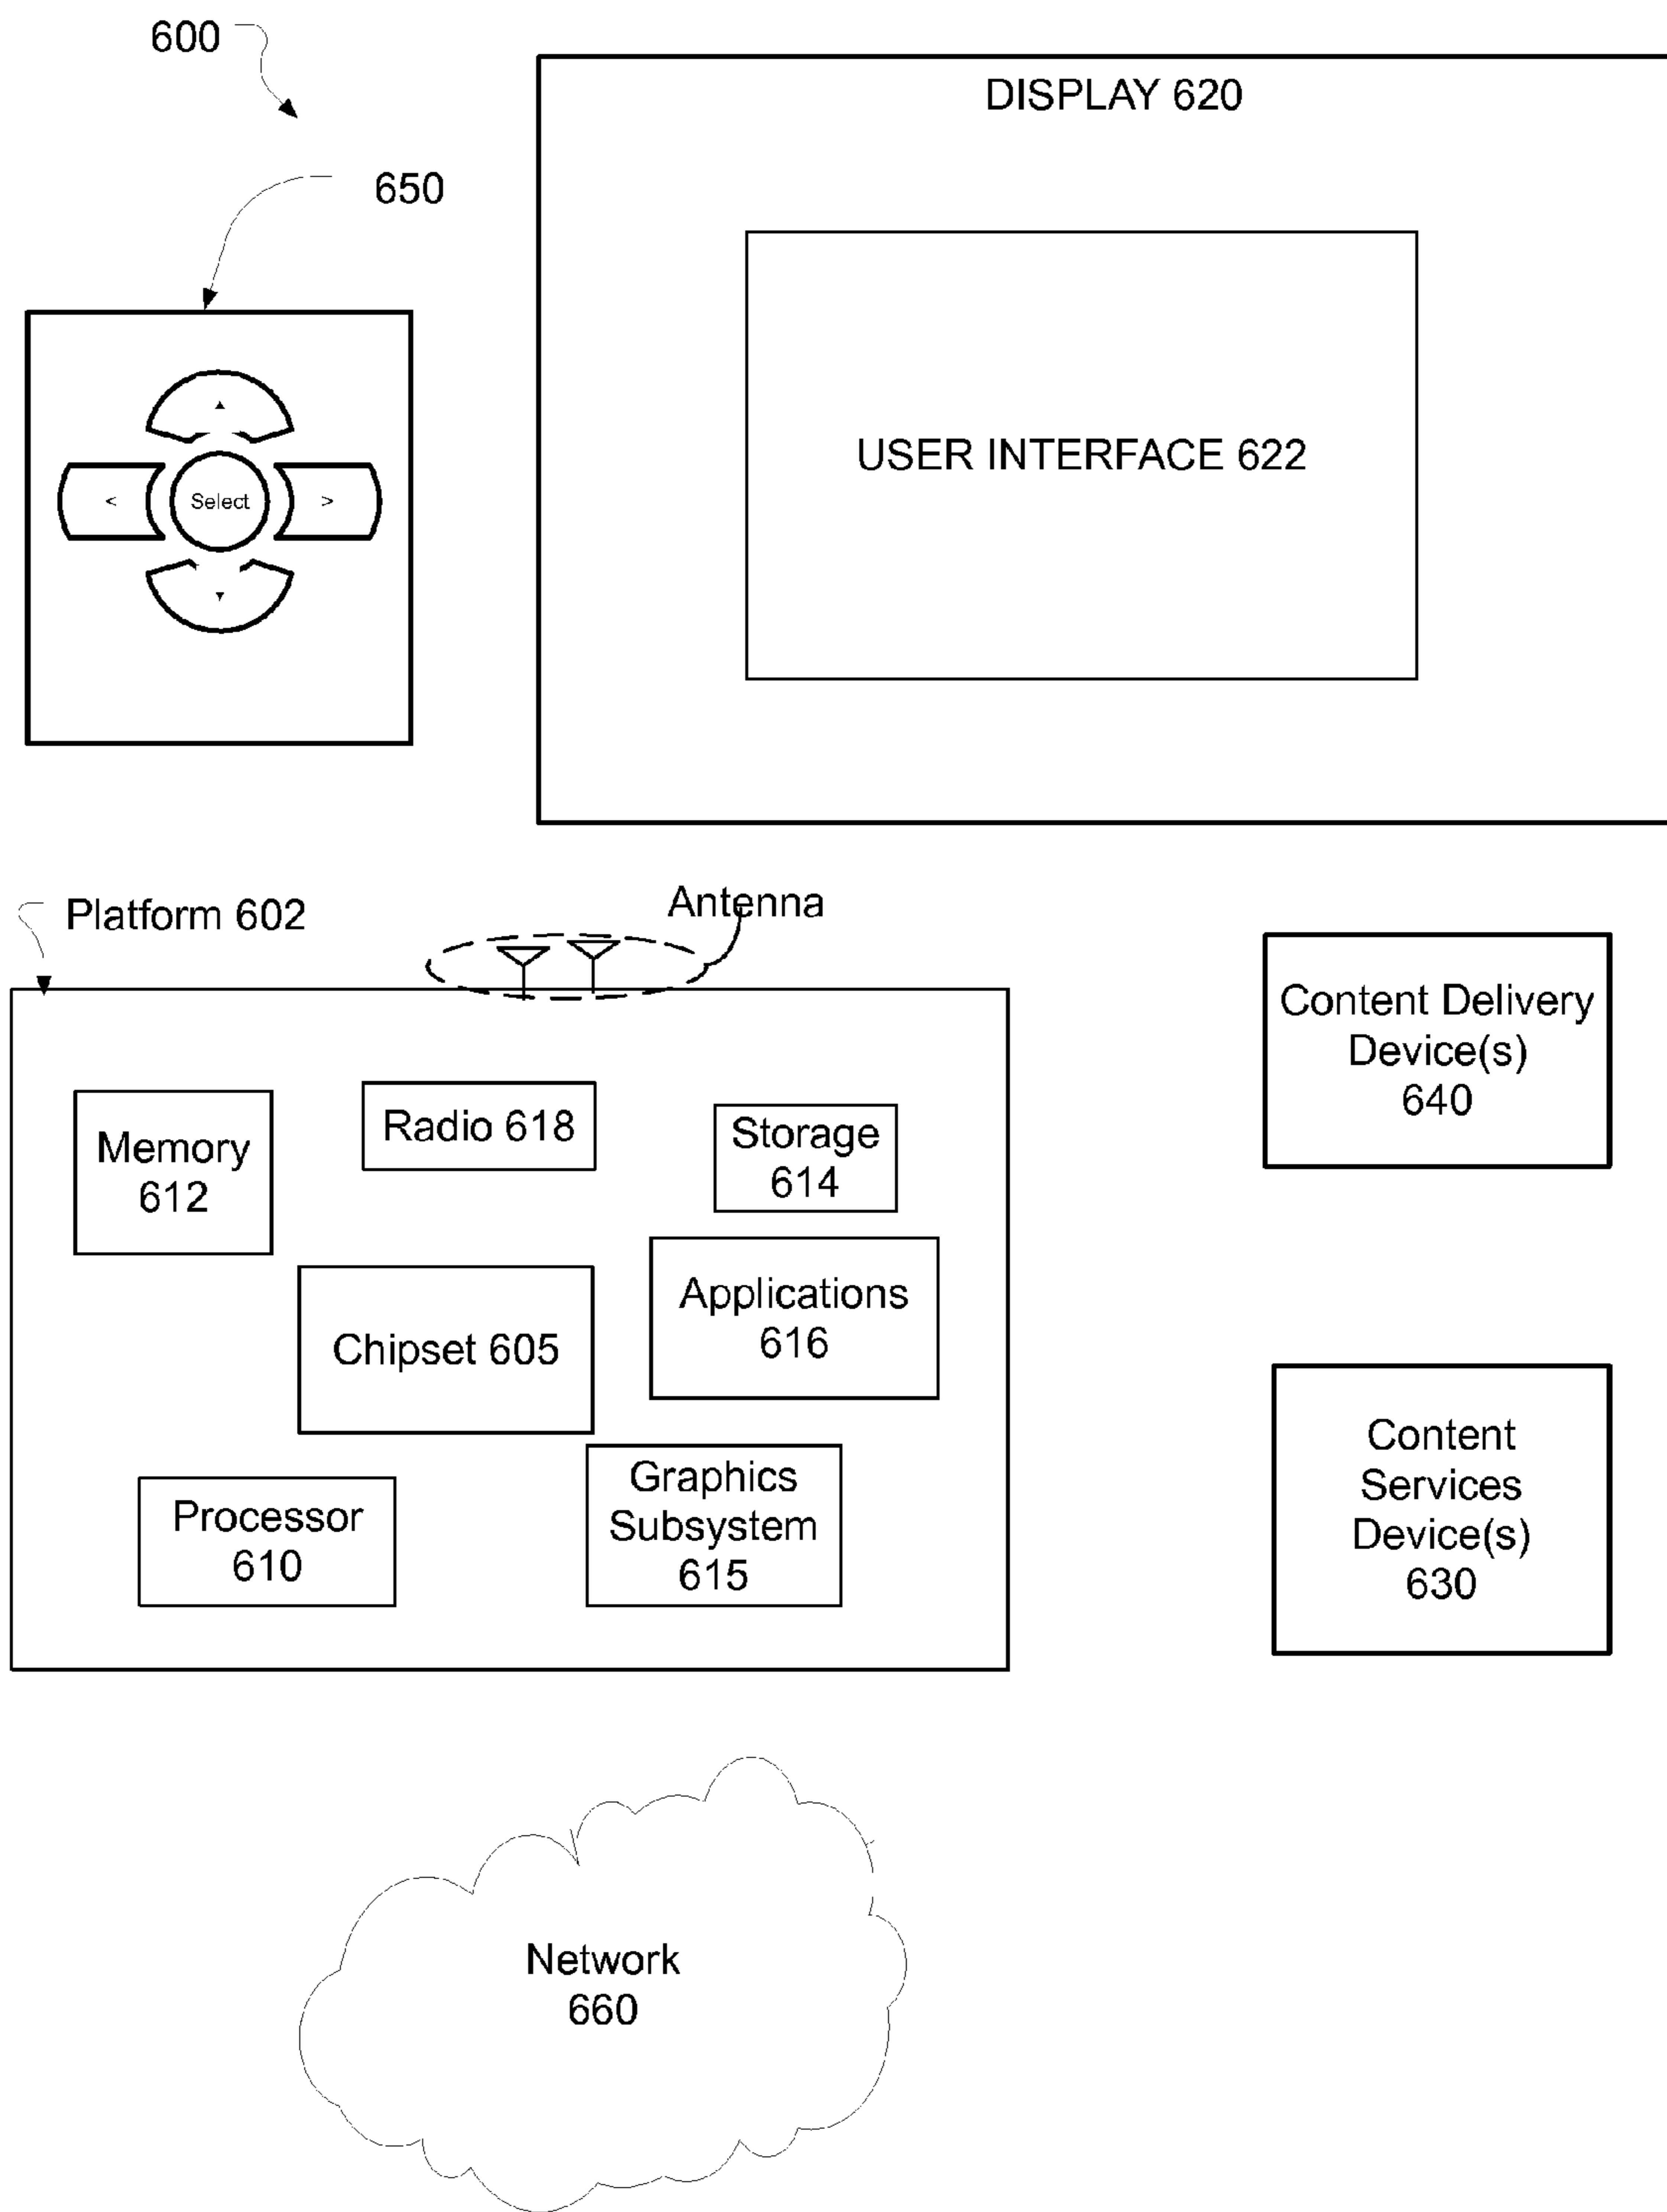 600
DISPLAY 620
650
USER INTERFACE 622
▲
< Select >
▼
Platform 602
Antenna
Content Delivery
Device(s)
640
Memory
612
Radio 618
Storage
614
Chipset 605
Applications
616
Processor
610
Graphics
Subsystem
615
Content
Services
Device(s)
630
Network
660